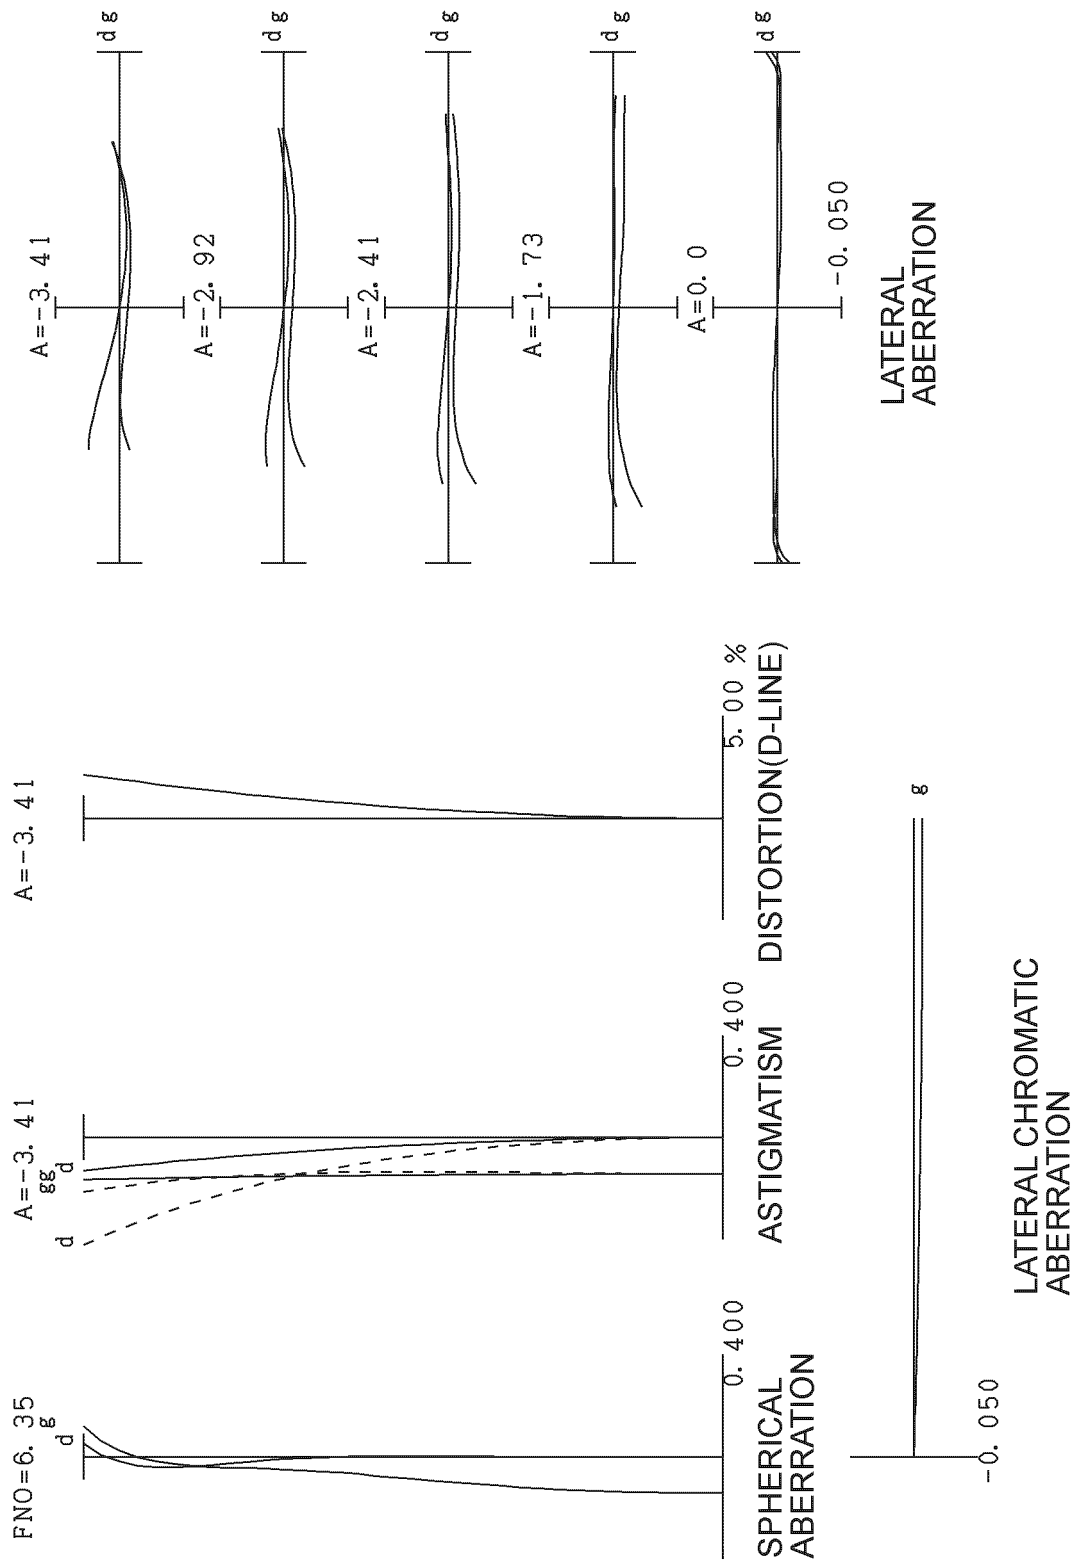 FNO=6. 35
d
g
0. 400
SPHERICAL
ABERRATION
A=-3. 41
d
gg
d
0. 400
ASTIGMATISM
A=-3. 41
5. 00 %
DISTORTION(D-LINE)
-0. 050
g
LATERAL CHROMATIC
ABERRATION
A=-3. 41
d g
A=-2. 92
d g
A=-2. 41
d g
A=-1. 73
d g
A=0. 0
d g
-0. 050
LATERAL
ABERRATION